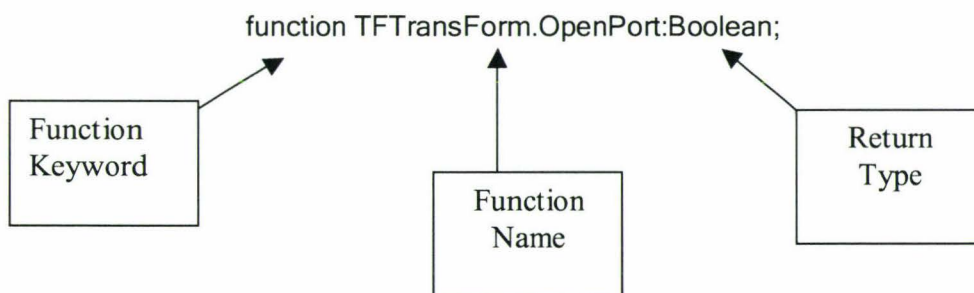 function TFTransForm.OpenPort:Boolean;
Function
Keyword
Function
Name
Return
Type